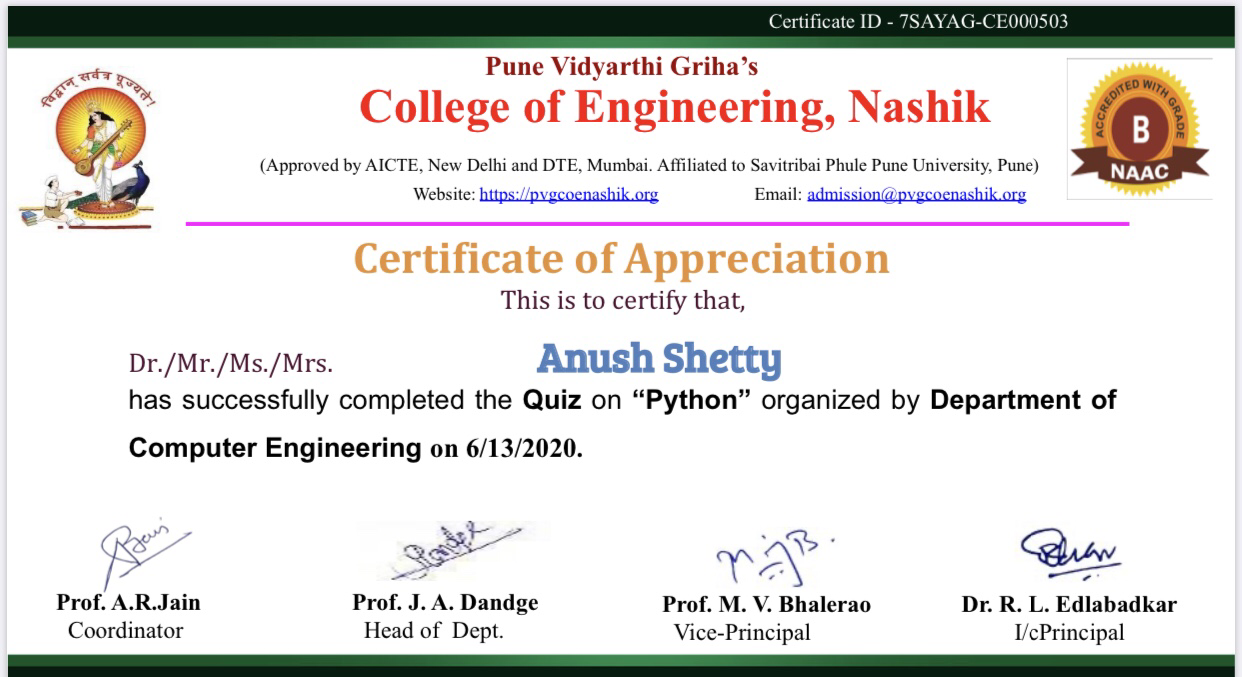 Certificate ID - 7SAYAG-CE000503
Pune Vidyarthi Griha’s
College of Engineering, Nashik
विद्वान् सर्वत्र पूज्यते!
ACCREDITED WITH GRADE
B
NAAC
(Approved by AICTE, New Delhi and DTE, Mumbai. Affiliated to Savitribai Phule Pune University, Pune)
Website: https://pvgcoenashik.org Email: admission@pvgcoenashik.org
Certificate of Appreciation
This is to certify that,
Dr./Mr./Ms./Mrs. Anush Shetty
has successfully completed the Quiz on “Python” organized by Department of
Computer Engineering on 6/13/2020.
Prof. A.R.Jain Prof. J. A. Dandge Prof. M. V. Bhalerao Dr. R. L. Edlabadkar
Coordinator Head of Dept. Vice-Principal I/cPrincipal